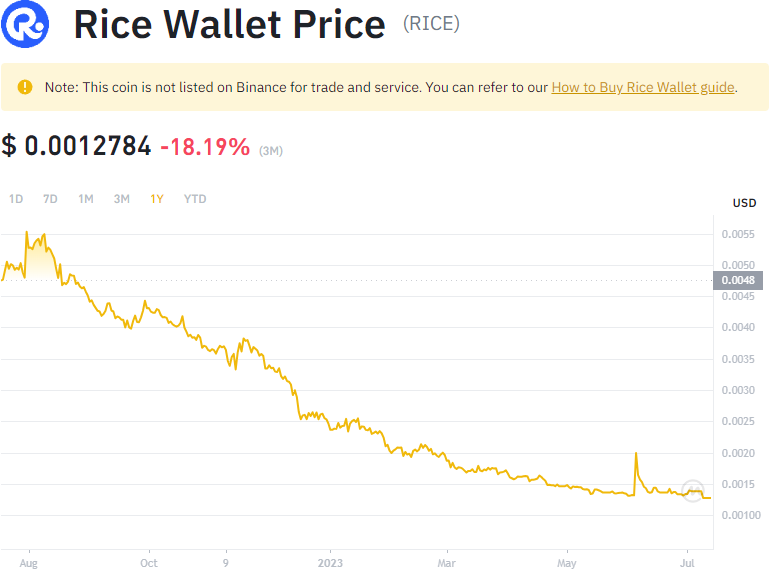 Rice Wallet Price (RICE)
Note: This coin is not listed on Binance for trade and service. You can refer to our How to Buy Rice Wallet guide.
$ 0.0012784 -18.19% (3M)
1D 7D 1M 3M 1Y YTD
USD
0.0055
0.0050
0.0048
0.0045
0.0040
0.0035
0.0030
0.0025
0.0020
0.0015
0.00100
Aug Oct 9 2023 Mar May Jul